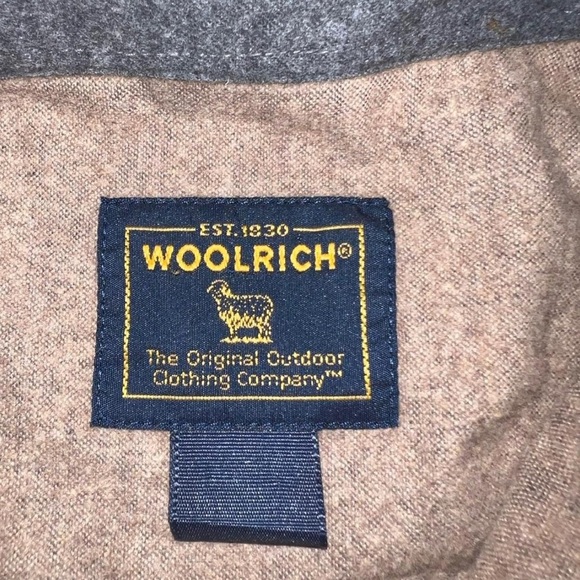 EST. 1830
WOOLRICH®
The Original Outdoor
Clothing Company™